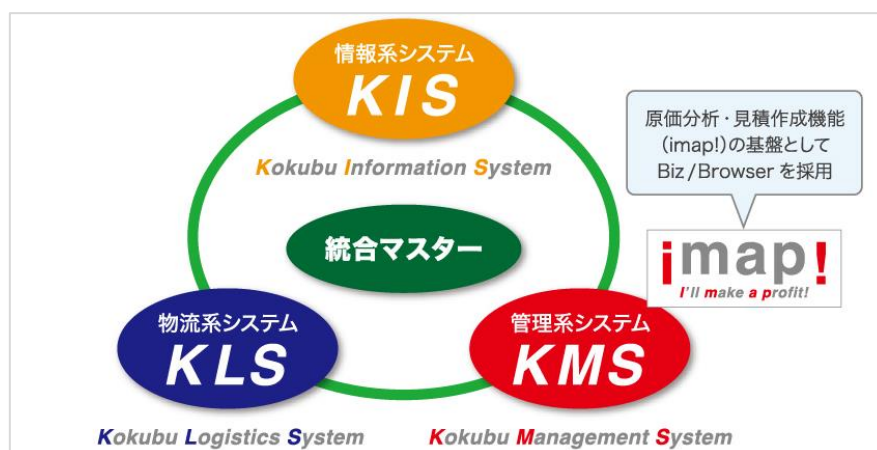 情報系システム
KIS
Kokubu Information System
原価分析・見積作成機能
(imap!)の基盤として
Biz/Browser を採用
統合マスター
imap!
I'll make a profit!
物流系システム
KLS
Kokubu Logistics System
管理系システム
KMS
Kokubu Management System